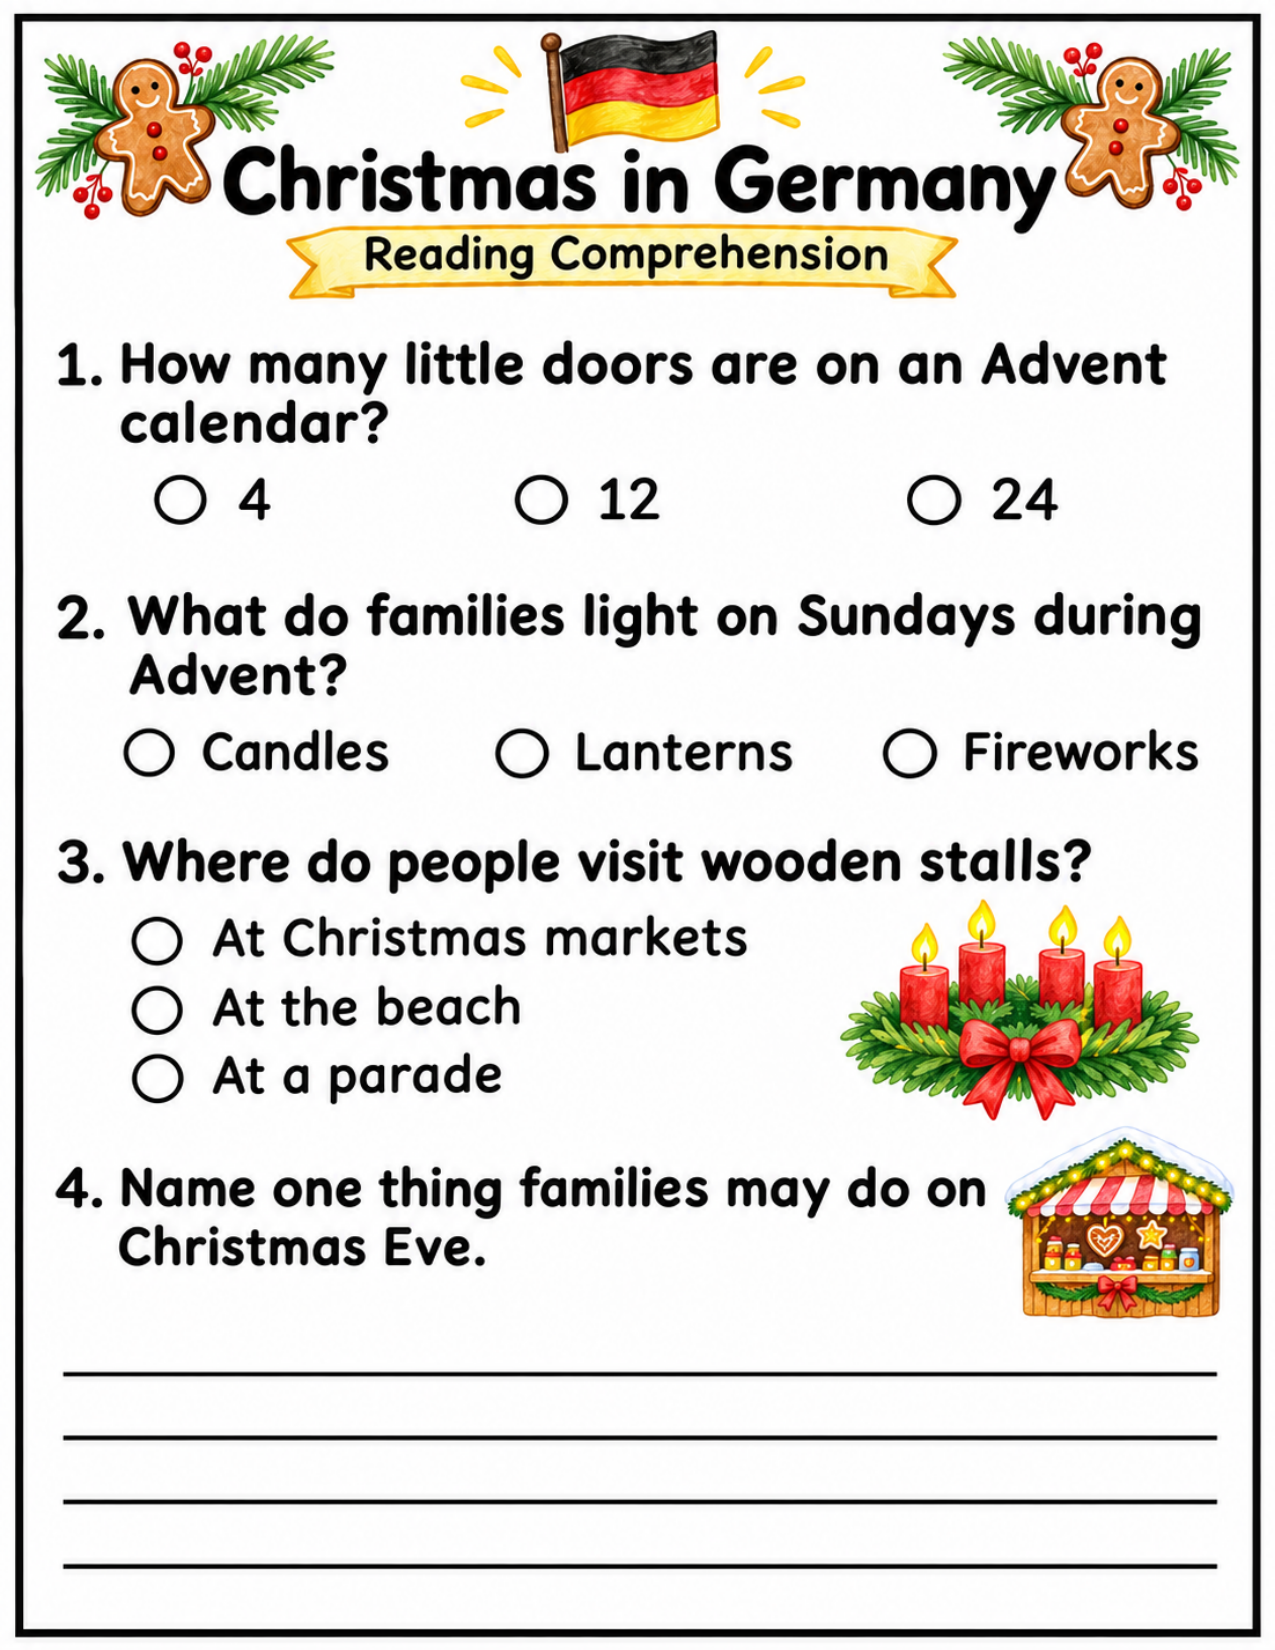 Christmas in Germany
Reading Comprehension
1. How many little doors are on an Advent
calendar?
4 12 24
2. What do families light on Sundays during
Advent?
Candles Lanterns Fireworks
3. Where do people visit wooden stalls?
At Christmas markets
At the beach
At a parade
4. Name one thing families may do on
Christmas Eve.